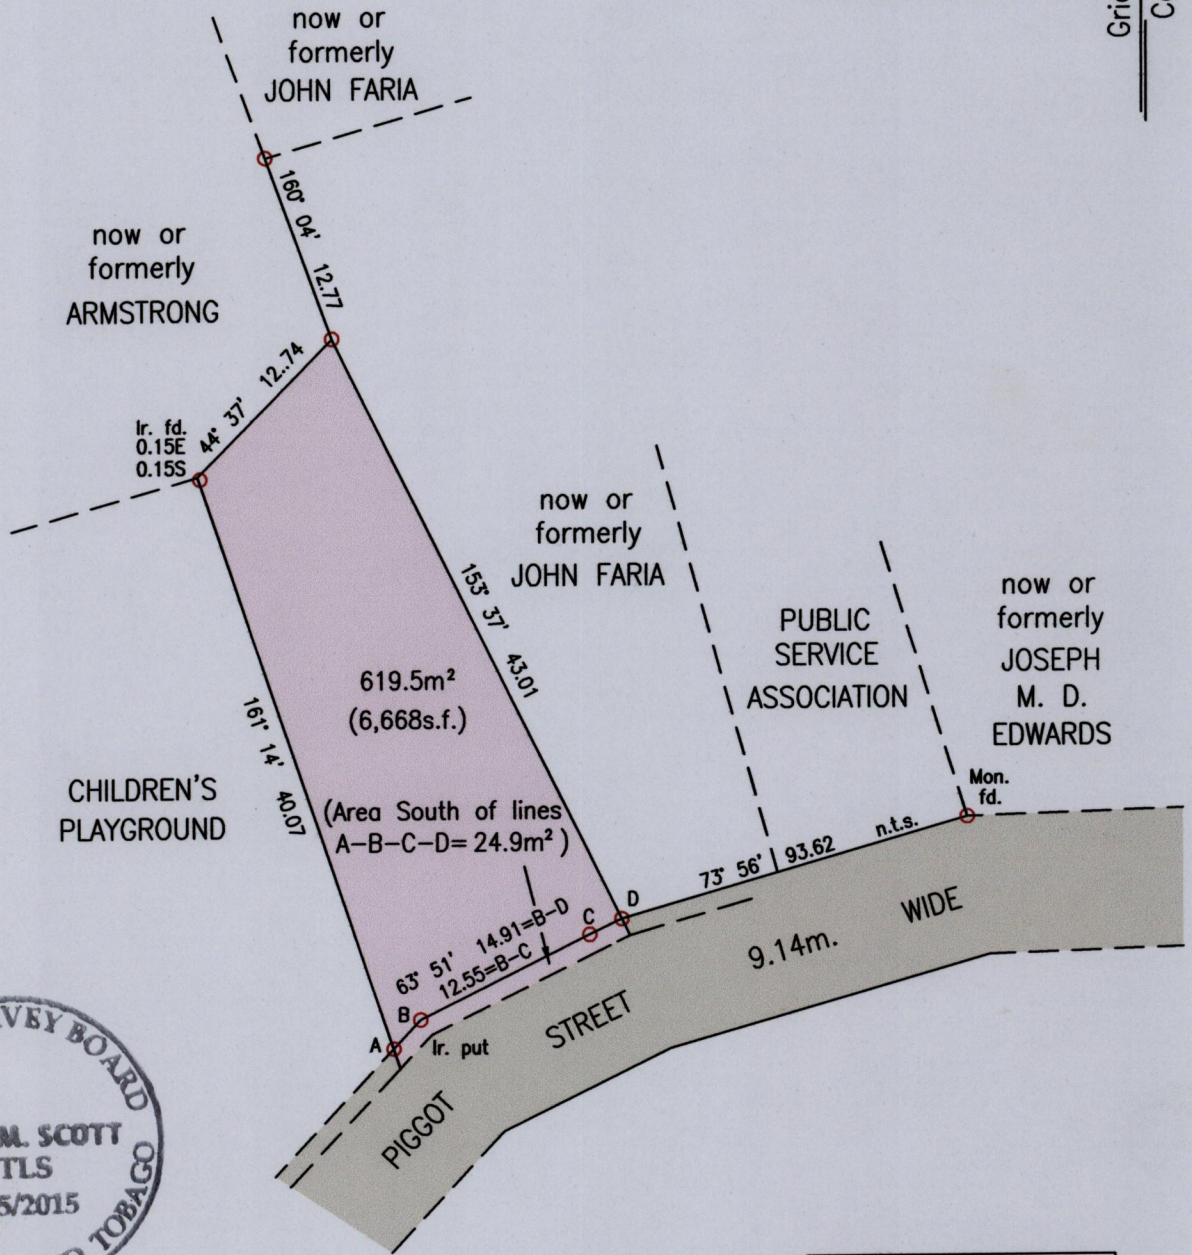 now or
formerly
JOHN FARIA
160° 04' 12.77
now or
formerly
ARMSTRONG
44° 37' 12..74
Ir. fd.
0.15E
0.15S
now or
formerly
JOHN FARIA
153° 37' 43.01
PUBLIC
SERVICE
ASSOCIATION
now or
formerly
JOSEPH
M. D.
EDWARDS
619.5m²
(6,668s.f.)
161° 14' 40.07
CHILDREN'S
PLAYGROUND
(Area South of lines
A-B-C-D= 24.9m²)
Mon.
fd.
73° 56' 93.62 n.t.s.
D
C
63° 51' 14.91=B-D
12.55=B-C
B
A
Ir. put
PIGGOT STREET 9.14m. WIDE
BOARD
M. SCOTT
TLS
5/2015
TOBAGO